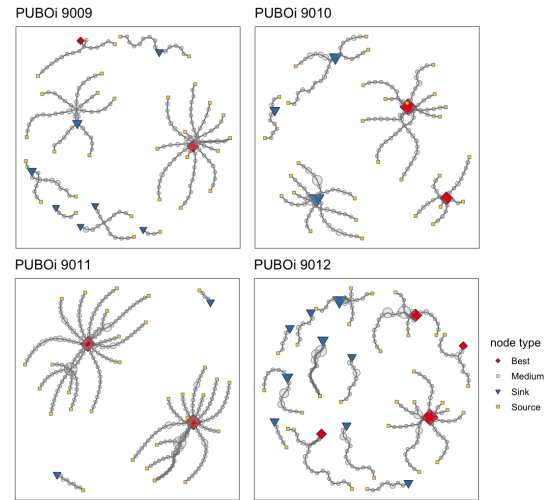 PUBOi 9009
PUBOi 9010
PUBOi 9011
PUBOi 9012
node type
Best
Medium
Sink
Source